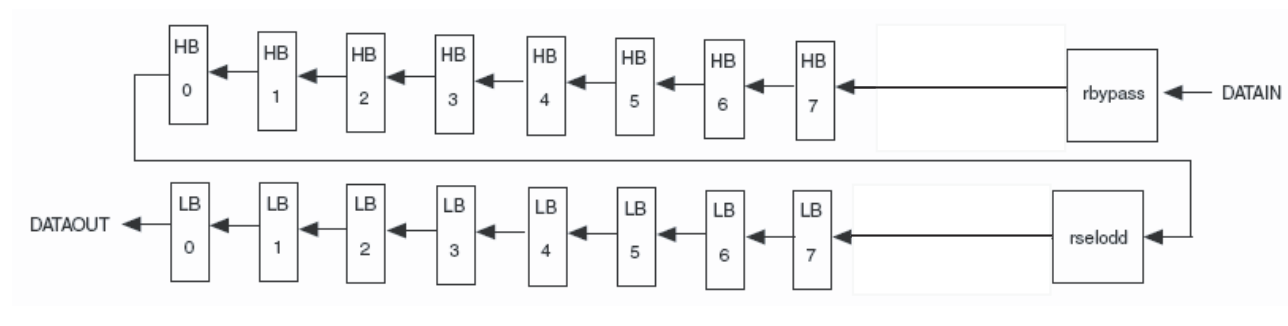 HB HB HB HB HB HB HB HB
0 1 2 3 4 5 6 7 rbypass DATAIN
LB LB LB LB LB LB LB LB
DATAOUT 0 1 2 3 4 5 6 7 rselodd